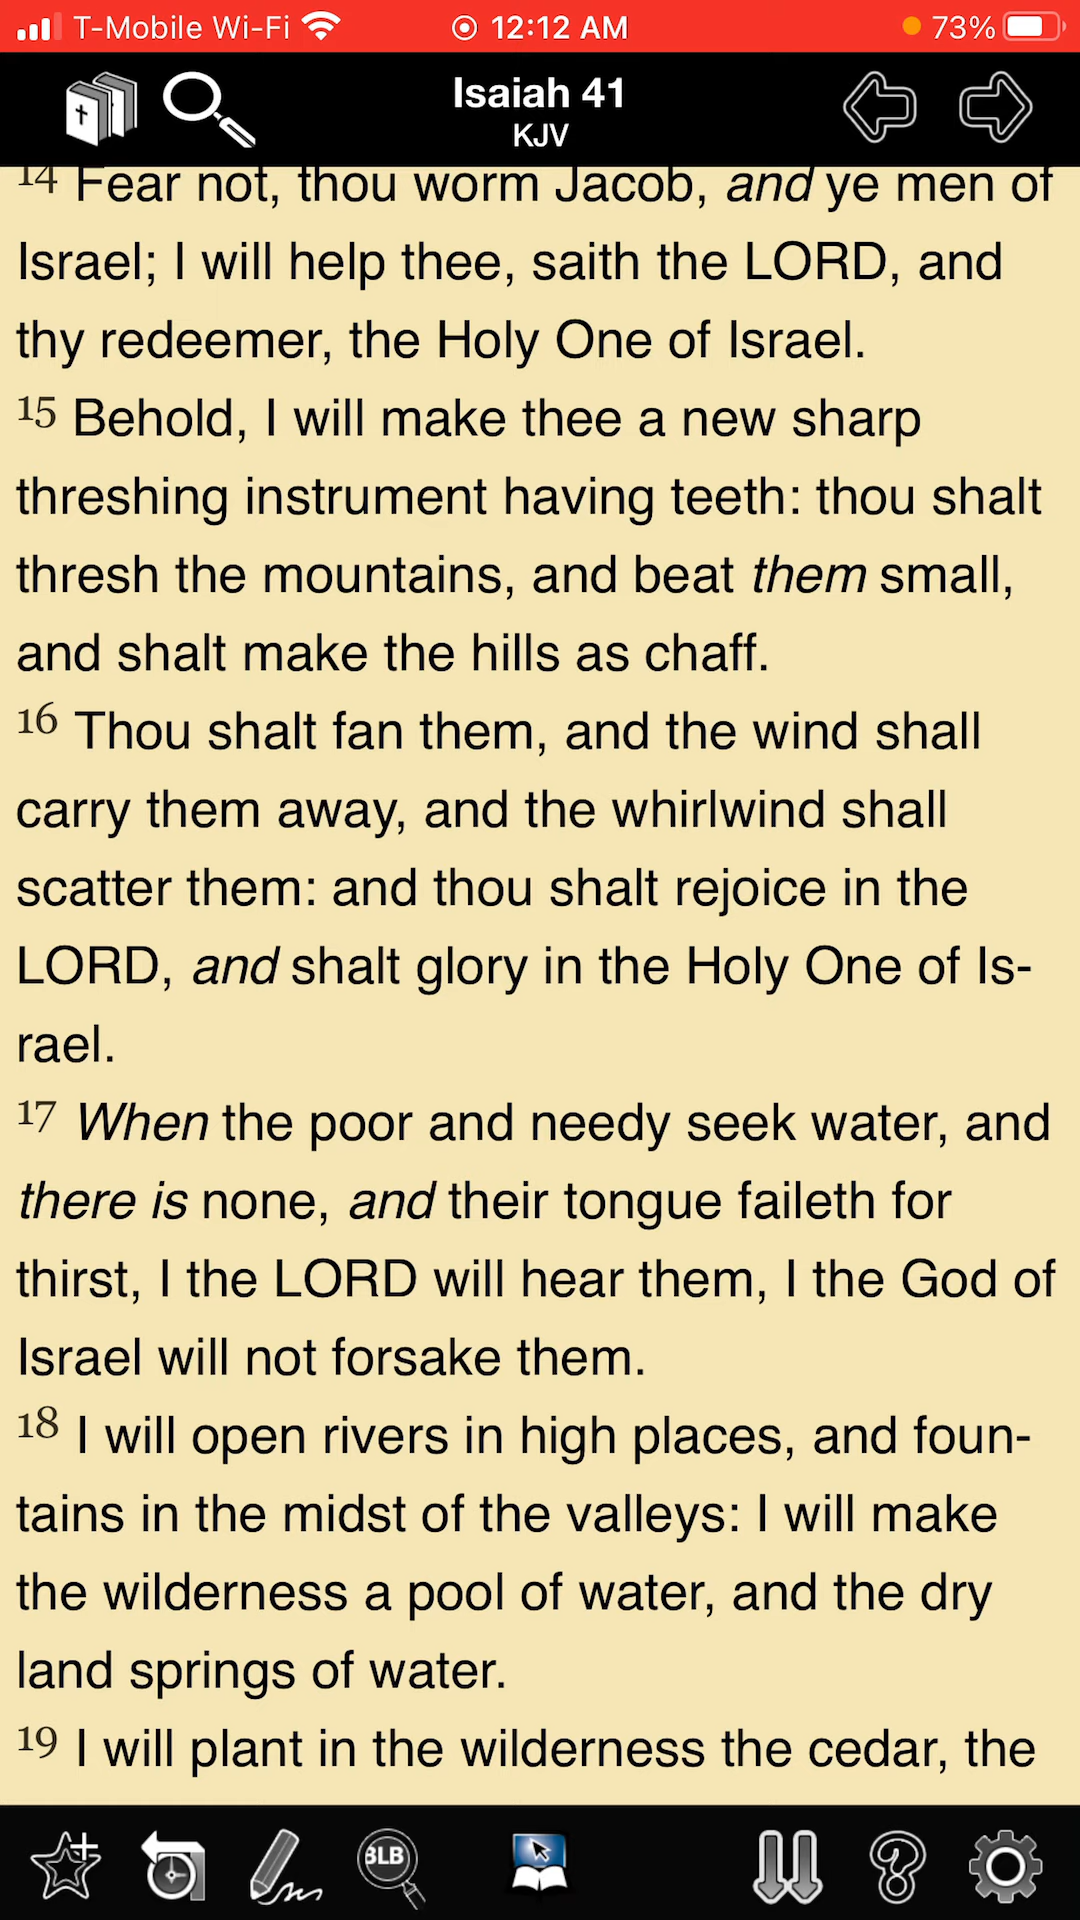 T-Mobile Wi-Fi 12:12 AM 73%
Isaiah 41
KJV
14 Fear not, thou worm Jacob, and ye men of
Israel; I will help thee, saith the LORD, and
thy redeemer, the Holy One of Israel.
15 Behold, I will make thee a new sharp
threshing instrument having teeth: thou shalt
thresh the mountains, and beat them small,
and shalt make the hills as chaff.
16 Thou shalt fan them, and the wind shall
carry them away, and the whirlwind shall
scatter them: and thou shalt rejoice in the
LORD, and shalt glory in the Holy One of Is-
rael.
17 When the poor and needy seek water, and
there is none, and their tongue faileth for
thirst, I the LORD will hear them, I the God of
Israel will not forsake them.
18 I will open rivers in high places, and foun-
tains in the midst of the valleys: I will make
the wilderness a pool of water, and the dry
land springs of water.
19 I will plant in the wilderness the cedar, the
BLB